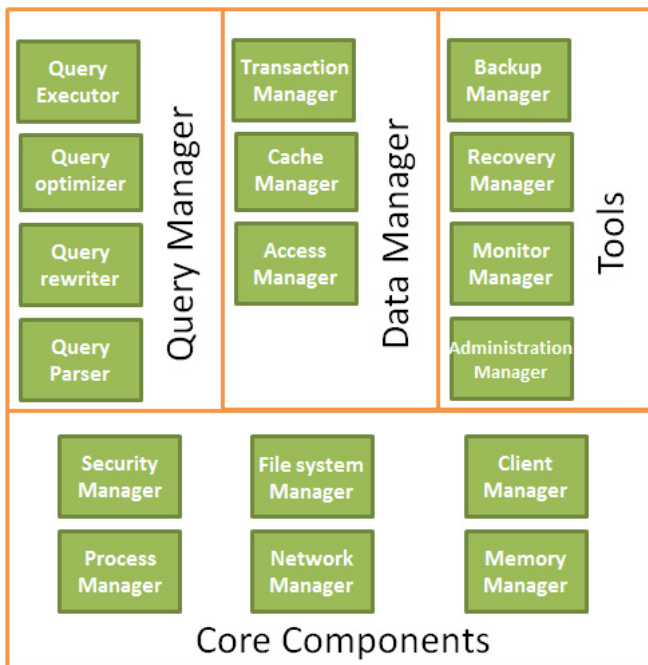 Query
Executor
Query
optimizer
Query
rewriter
Query
Parser
Query Manager
Transaction
Manager
Cache
Manager
Access
Manager
Data Manager
Backup
Manager
Recovery
Manager
Monitor
Manager
Administration
Manager
Tools
Security
Manager
File system
Manager
Client
Manager
Process
Manager
Network
Manager
Memory
Manager
Core Components